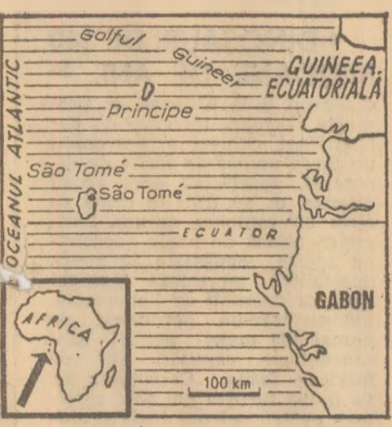 Golful
Guineei
GUINEEA
ECUATORIALĂ
OCEANUL ATLANTIC
Principe
São Tomé
São Tomé
ECUATOR
GABON
AFRICA
100 km